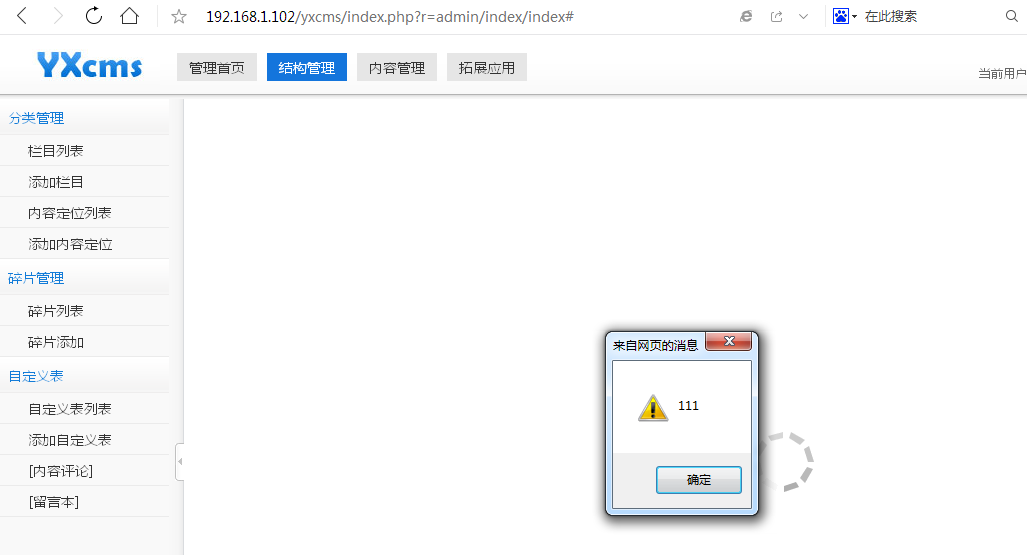 192.168.1.102/yxcms/index.php?r=admin/index/index#
在此搜索
YXcms
管理首页
结构管理
内容管理
拓展应用
当前用户
分类管理
栏目列表
添加栏目
内容定位列表
添加内容定位
碎片管理
碎片列表
碎片添加
自定义表
自定义表列表
添加自定义表
[内容评论]
[留言本]
来自网页的消息
111
确定